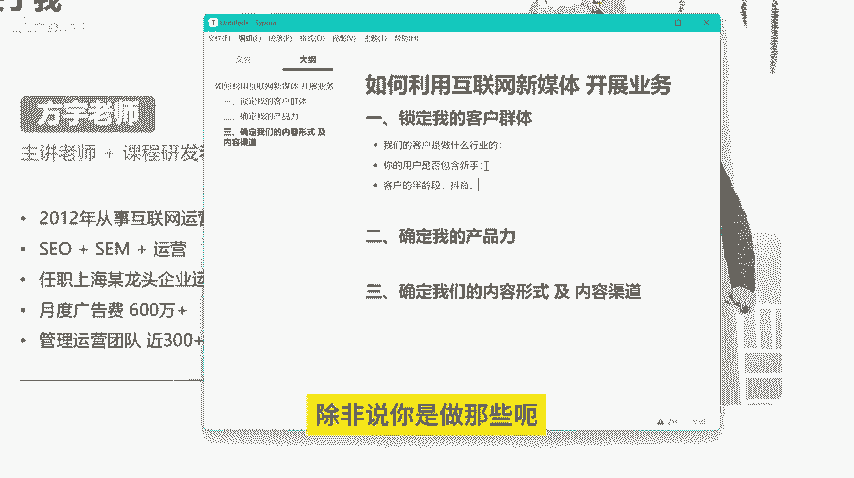 于我
万学老师
主讲老师 + 课程研发
• 2012年从事互联网运营
• SEO + SEM + 运营
• 任职上海某龙头企业运
• 月度广告费 600万+
• 管理运营团队 近300+
Untitled
文件(F) 编辑(E) 段落(P) 格式(O) 视图(V) 主题(T) 帮助(H)
文件 大纲
如何利用互联网新媒体 开展业务
一、锁定我的客户群体
二、确定我的产品力
三、确定我们的内容形式 及
内容渠道
如何利用互联网新媒体 开展业务
一、锁定我的客户群体
• 我们的客户是做什么行业的:
• 你的用户是否包含新手:
• 客户的年龄段、抖音、
二、确定我的产品力
三、确定我们的内容形式 及 内容渠道
除非说你是做那些呃